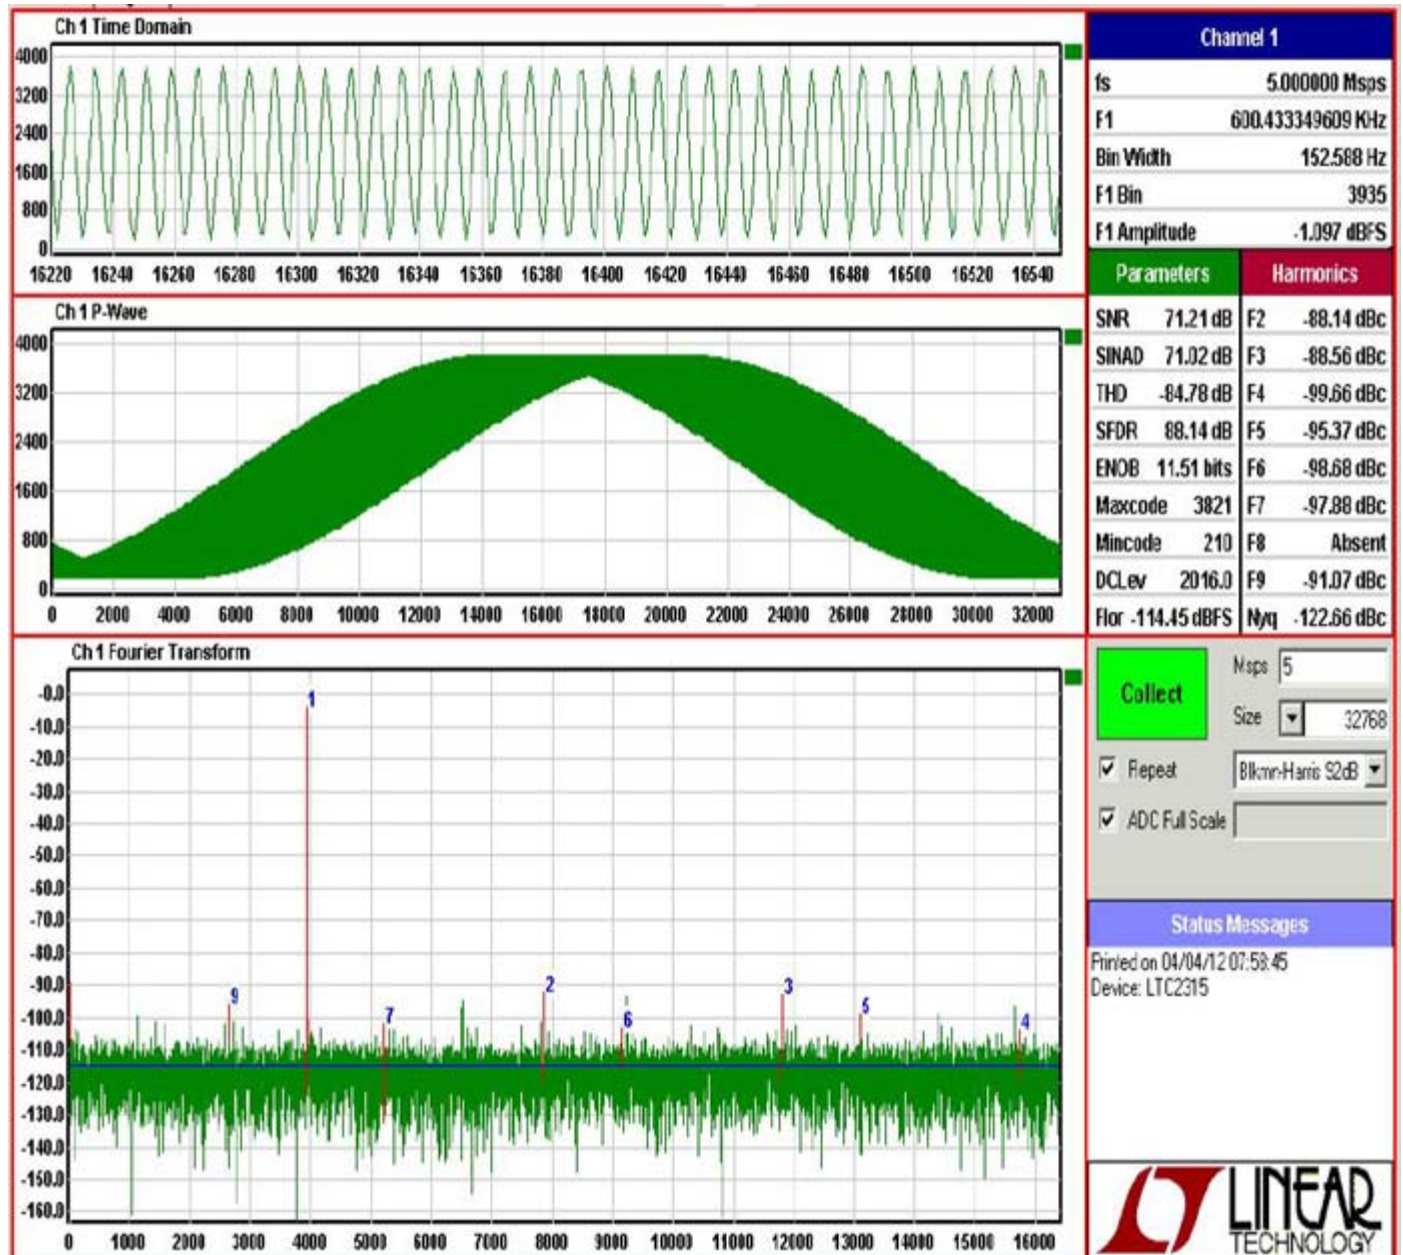 Ch 1 Time Domain
4000
3200
2400
1600
800
0
16220 16240 16260 16280 16300 16320 16340 16360 16380 16400 16420 16440 16460 16480 16500 16520 16540
Ch 1 P-Wave
4000
3200
2400
1600
800
0
0 2000 4000 6000 8000 10000 12000 14000 16000 18000 20000 22000 24000 26000 28000 30000 32000
Ch 1 Fourier Transform
-0.0
-10.0
-20.0
-30.0
-40.0
-50.0
-60.0
-70.0
-80.0
-90.0
-100.0
-110.0
-120.0
-130.0
-140.0
-150.0
-160.0
1
9
7
2
6
3
5
4
0 1000 2000 3000 4000 5000 6000 7000 8000 9000 10000 11000 12000 13000 14000 15000 16000
Channel 1
fs 5.000000 Msps
F1 600.433349609 KHz
Bin Width 152.588 Hz
F1 Bin 3935
F1 Amplitude -1.097 dBFS
Parameters Harmonics
SNR 71.21 dB F2 -88.14 dBc
SINAD 71.02 dB F3 -88.56 dBc
THD -84.78 dB F4 -99.66 dBc
SFDR 88.14 dB F5 -95.37 dBc
ENOB 11.51 bits F6 -98.68 dBc
Maxcode 3821 F7 -97.88 dBc
Mincode 210 F8 Absent
DCLev 2016.0 F9 -91.07 dBc
Flor -114.45 dBFS Nyq -122.66 dBc
Collect
Msps 5
Size 32768
Repeat
Blkmn-Harris 92dB
ADC Full Scale
Status Messages
Printed on 04/04/12 07:58:45
Device: LTC2315
LINEAR
TECHNOLOGY